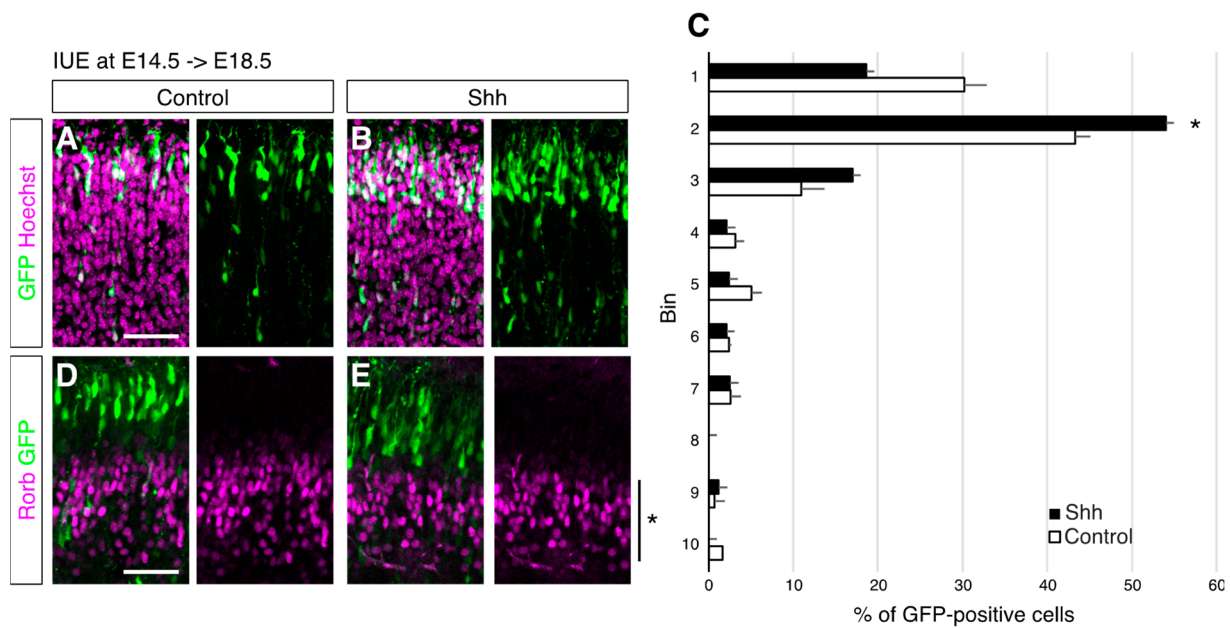 IUE at E14.5 -> E18.5
Control
Shh
GFP Hoechst
A
B
Rorb GFP
D
E
*
C
Bin
1
2
*
3
4
5
6
7
8
9
10
Shh
Control
0 10 20 30 40 50 60
% of GFP-positive cells